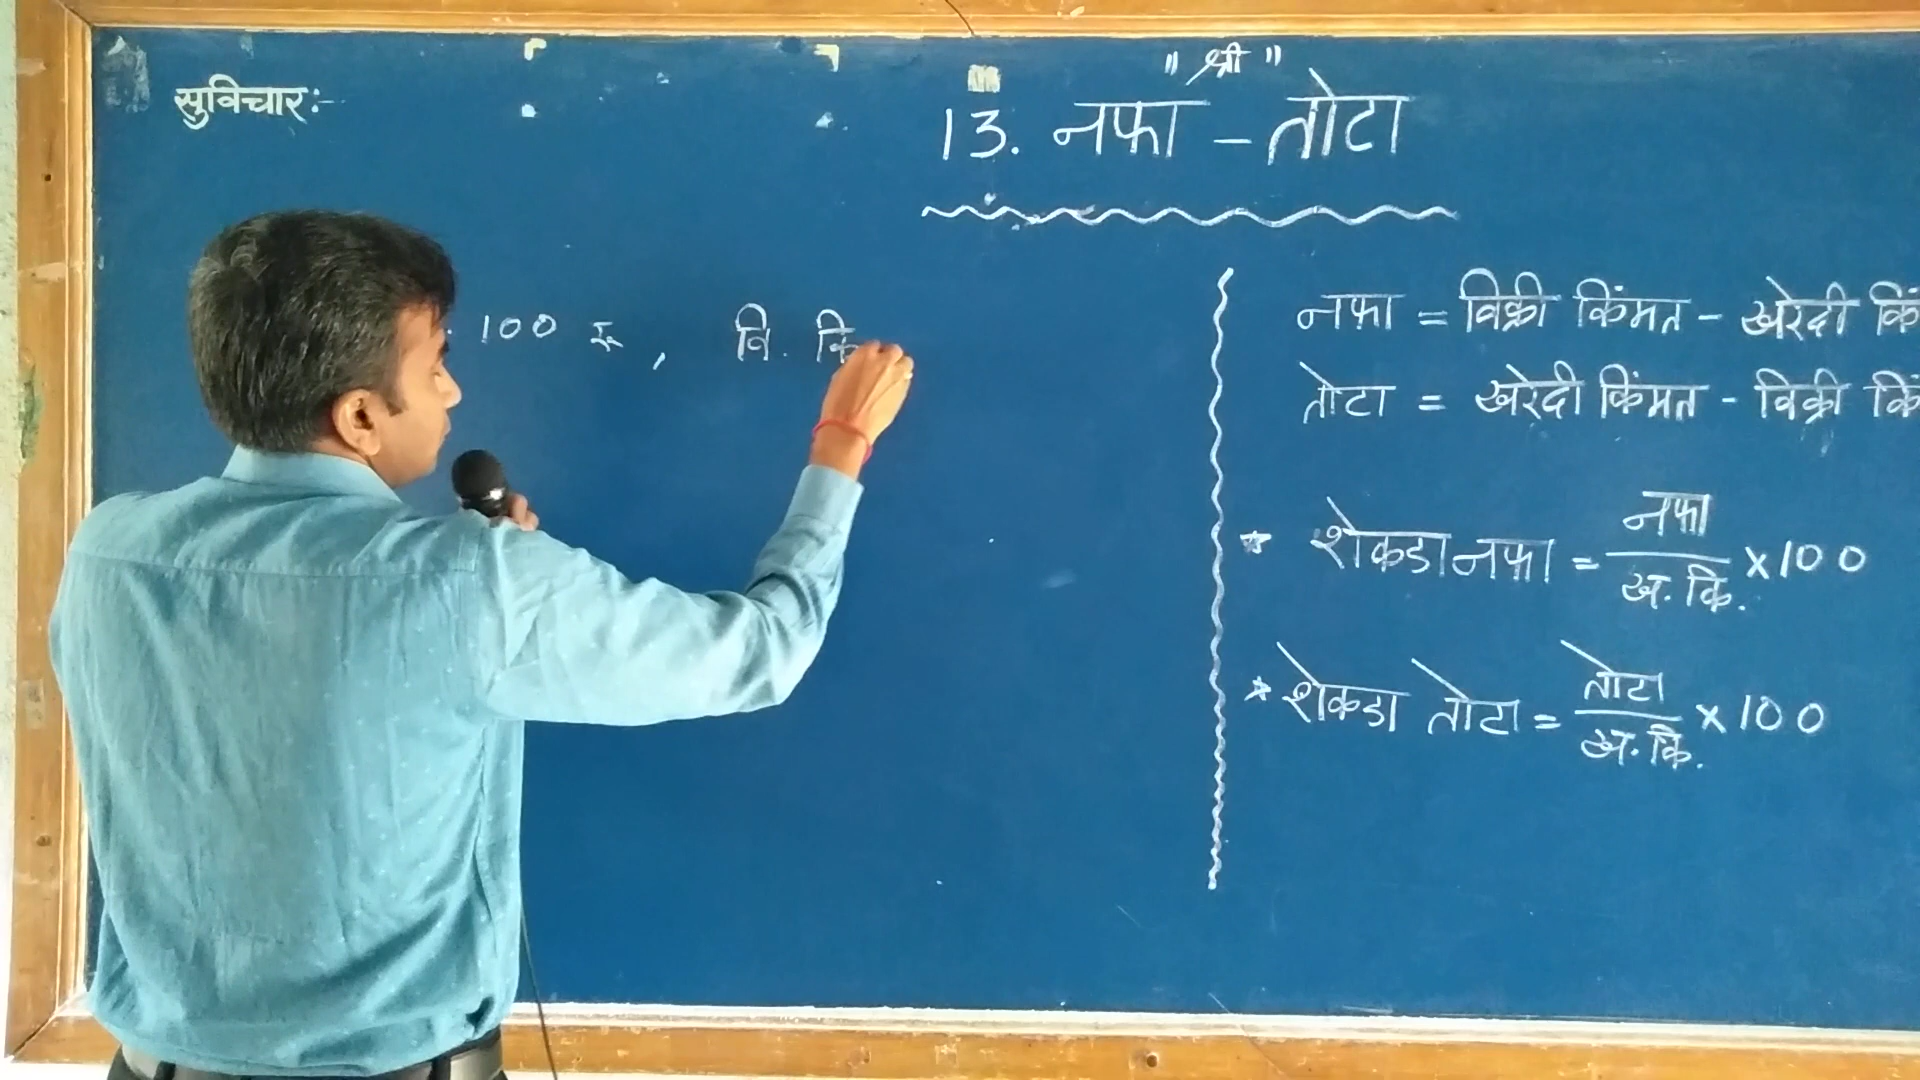 ॥ श्री ॥
सुविचार:-
13. नफा – तोटा
100 रु , वि. कि
नफा = विक्री किंमत - खरेदी किं
तोटा = खरेदी किंमत - विक्री किं
* शेकडा नफा = नफा / ख. कि. × 100
* शेकडा तोटा = तोटा / ख. कि. × 100